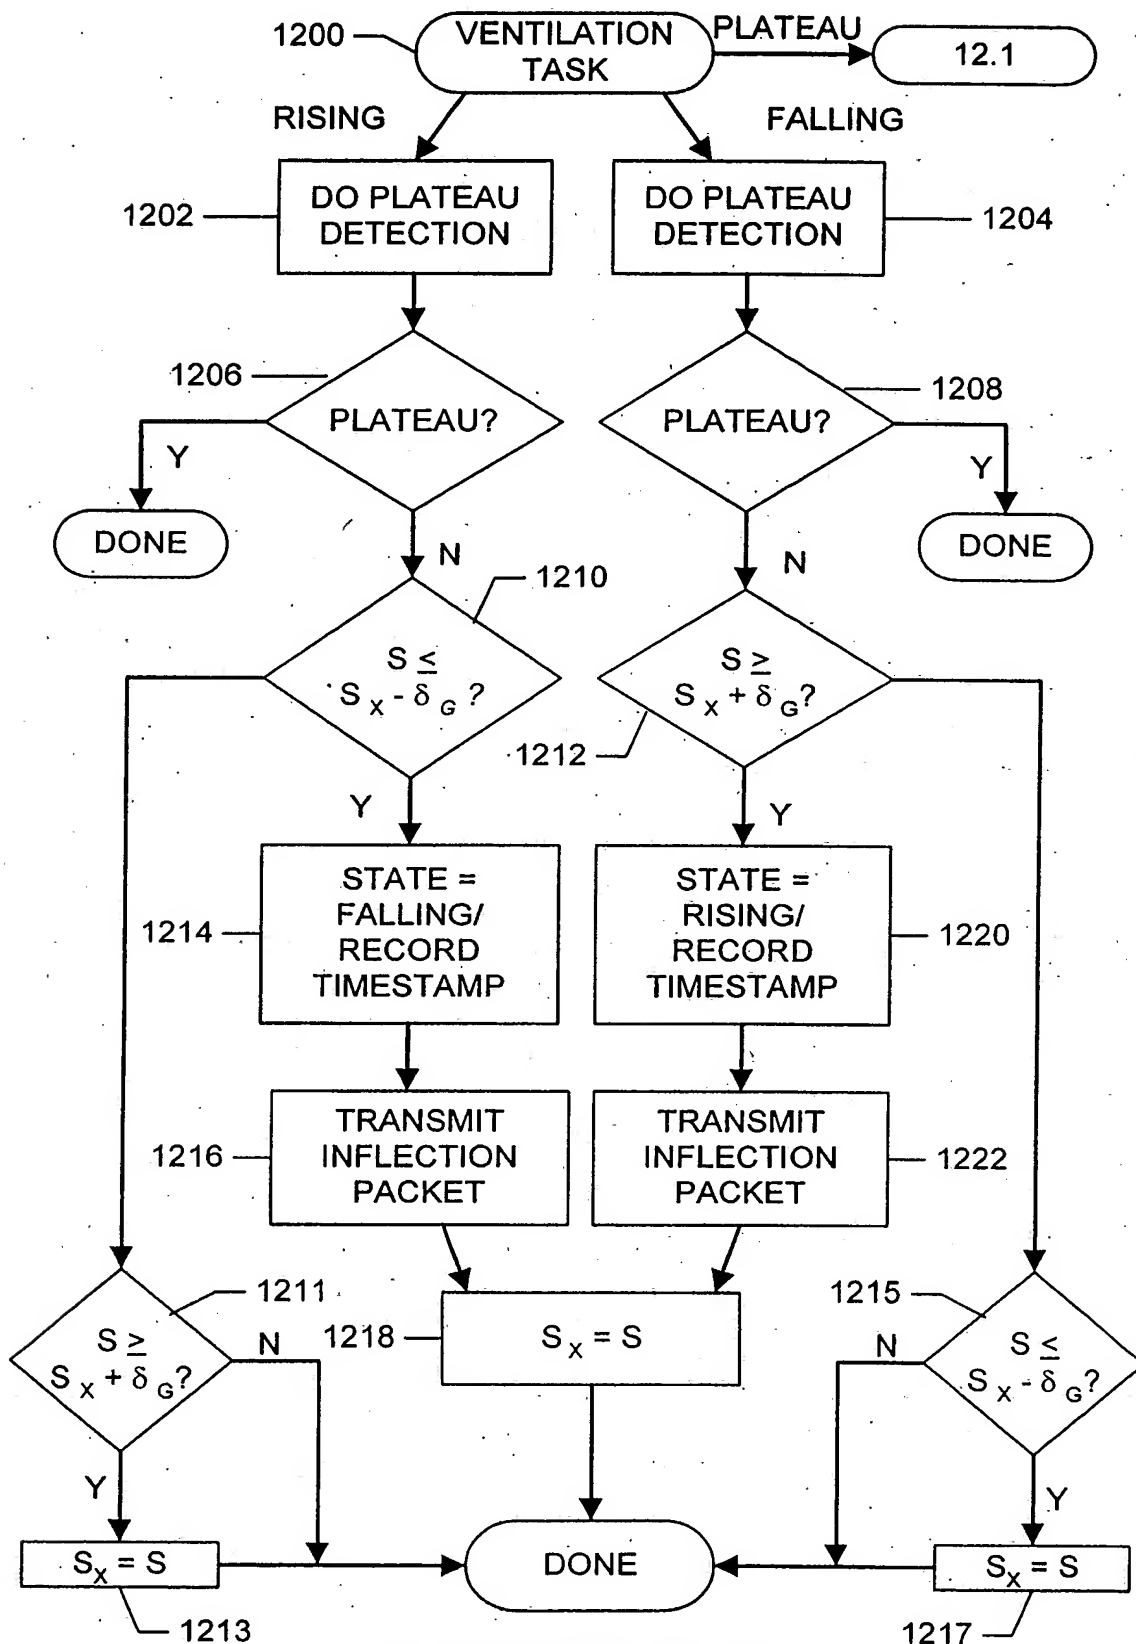 1200
VENTILATION
TASK
PLATEAU
12.1
RISING
FALLING
1202
DO PLATEAU
DETECTION
DO PLATEAU
DETECTION
1204
1206
PLATEAU?
PLATEAU?
1208
Y
Y
DONE
N
N
DONE
1210
S ≤
S X - δ G ?
S ≥
S X + δ G?
1212
Y
Y
1214
STATE =
FALLING/
RECORD
TIMESTAMP
STATE =
RISING/
RECORD
TIMESTAMP
1220
1216
TRANSMIT
INFLECTION
PACKET
TRANSMIT
INFLECTION
PACKET
1222
1211
S ≥
S X + δ G?
N
1218
S X = S
1215
N
S ≤
S X - δ G?
Y
Y
S X = S
DONE
S X = S
1213
1217